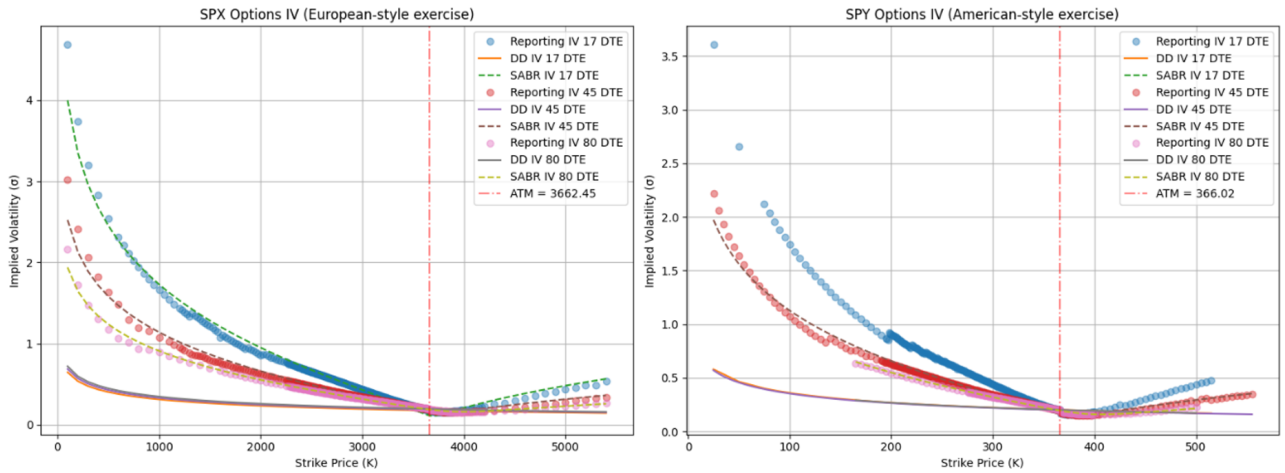 SPX Options IV (European-style exercise)
Reporting IV 17 DTE
DD IV 17 DTE
SABR IV 17 DTE
Reporting IV 45 DTE
DD IV 45 DTE
SABR IV 45 DTE
Reporting IV 80 DTE
DD IV 80 DTE
SABR IV 80 DTE
ATM = 3662.45
Implied Volatility (σ)
4
3
2
1
0
0 1000 2000 3000 4000 5000
Strike Price (K)
SPY Options IV (American-style exercise)
Reporting IV 17 DTE
DD IV 17 DTE
SABR IV 17 DTE
Reporting IV 45 DTE
DD IV 45 DTE
SABR IV 45 DTE
Reporting IV 80 DTE
DD IV 80 DTE
SABR IV 80 DTE
ATM = 366.02
Implied Volatility (σ)
3.5
3.0
2.5
2.0
1.5
1.0
0.5
0.0
0 100 200 300 400 500
Strike Price (K)